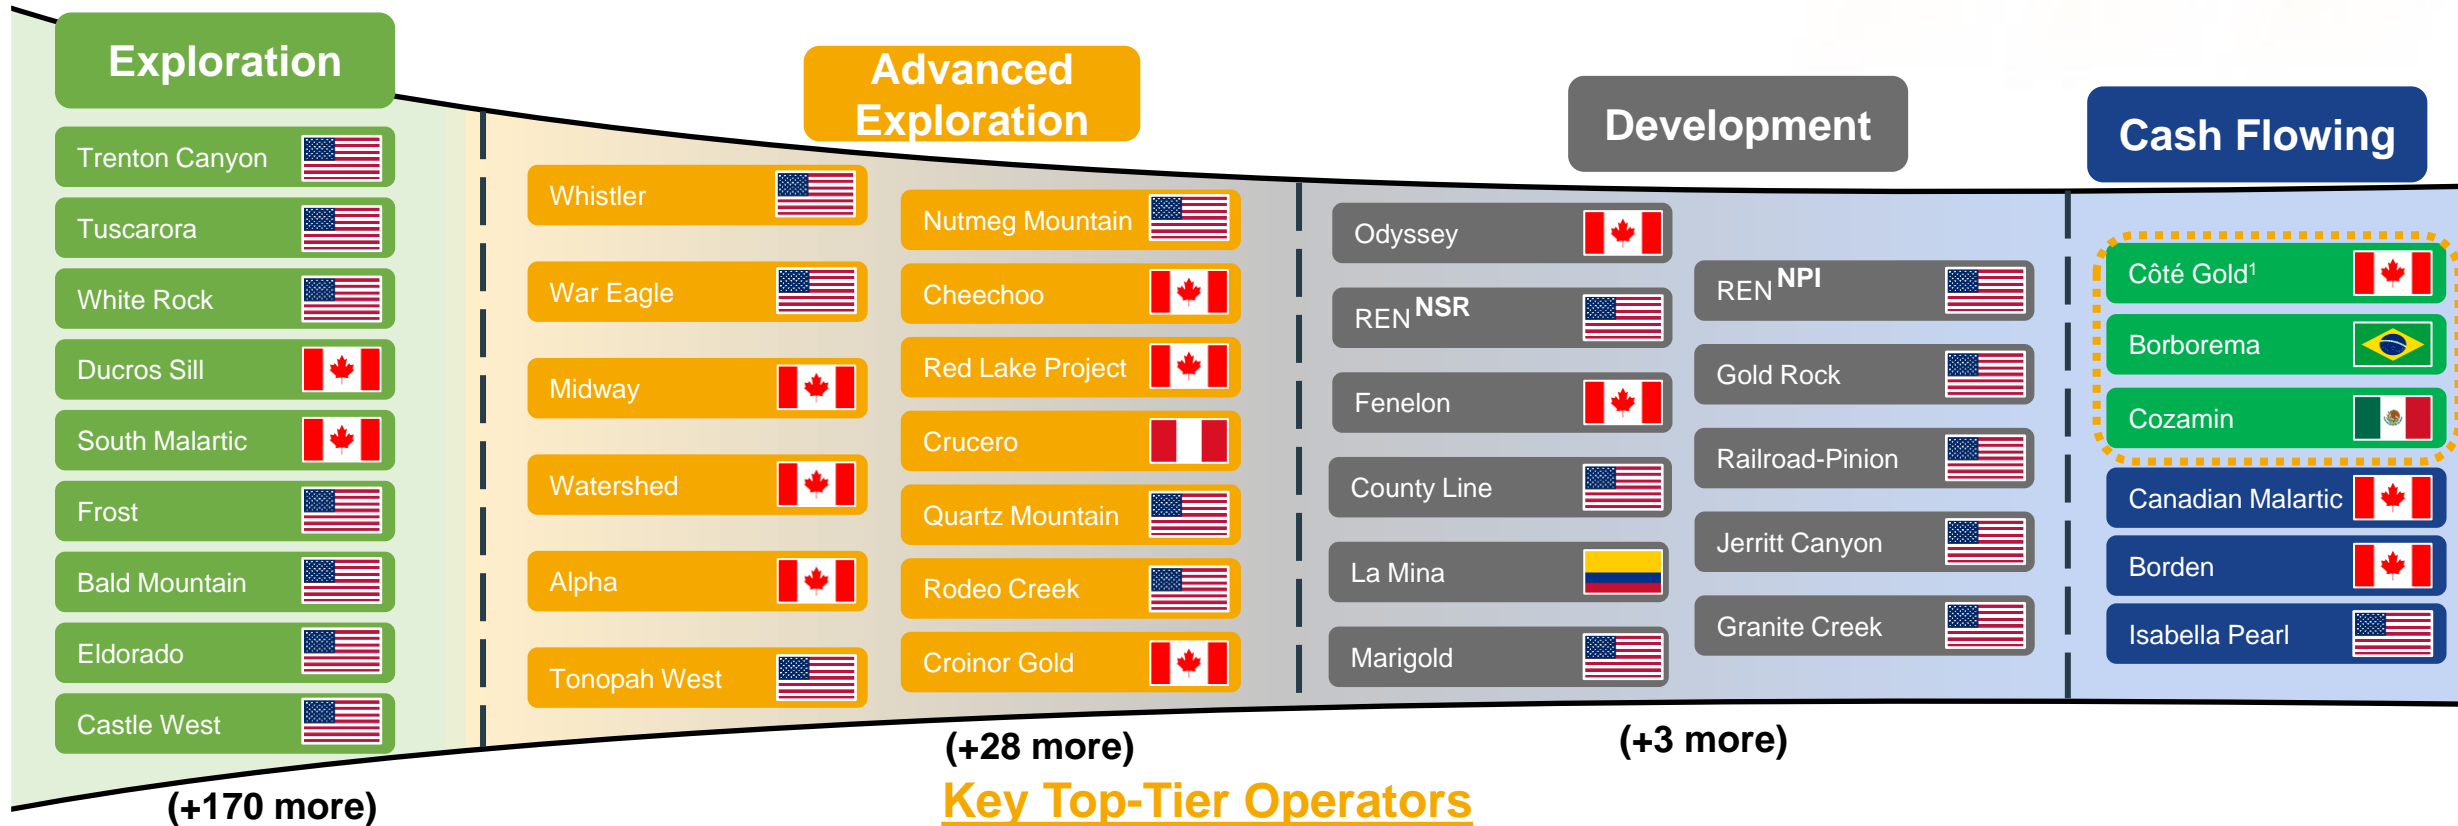 Exploration
Trenton Canyon
Tuscarora
White Rock
Ducros Sill
South Malartic
Frost
Bald Mountain
Eldorado
Castle West
(+170 more)
Advanced
Exploration
Whistler
War Eagle
Midway
Watershed
Alpha
Tonopah West
Nutmeg Mountain
Cheechoo
Red Lake Project
Crucero
Quartz Mountain
Rodeo Creek
Croinor Gold
(+28 more)
Development
Odyssey
REN NSR
Fenelon
County Line
La Mina
Marigold
REN NPI
Gold Rock
Railroad-Pinion
Jerritt Canyon
Granite Creek
(+3 more)
Cash Flowing
Côté Gold¹
Borborema
Cozamin
Canadian Malartic
Borden
Isabella Pearl
Key Top-Tier Operators